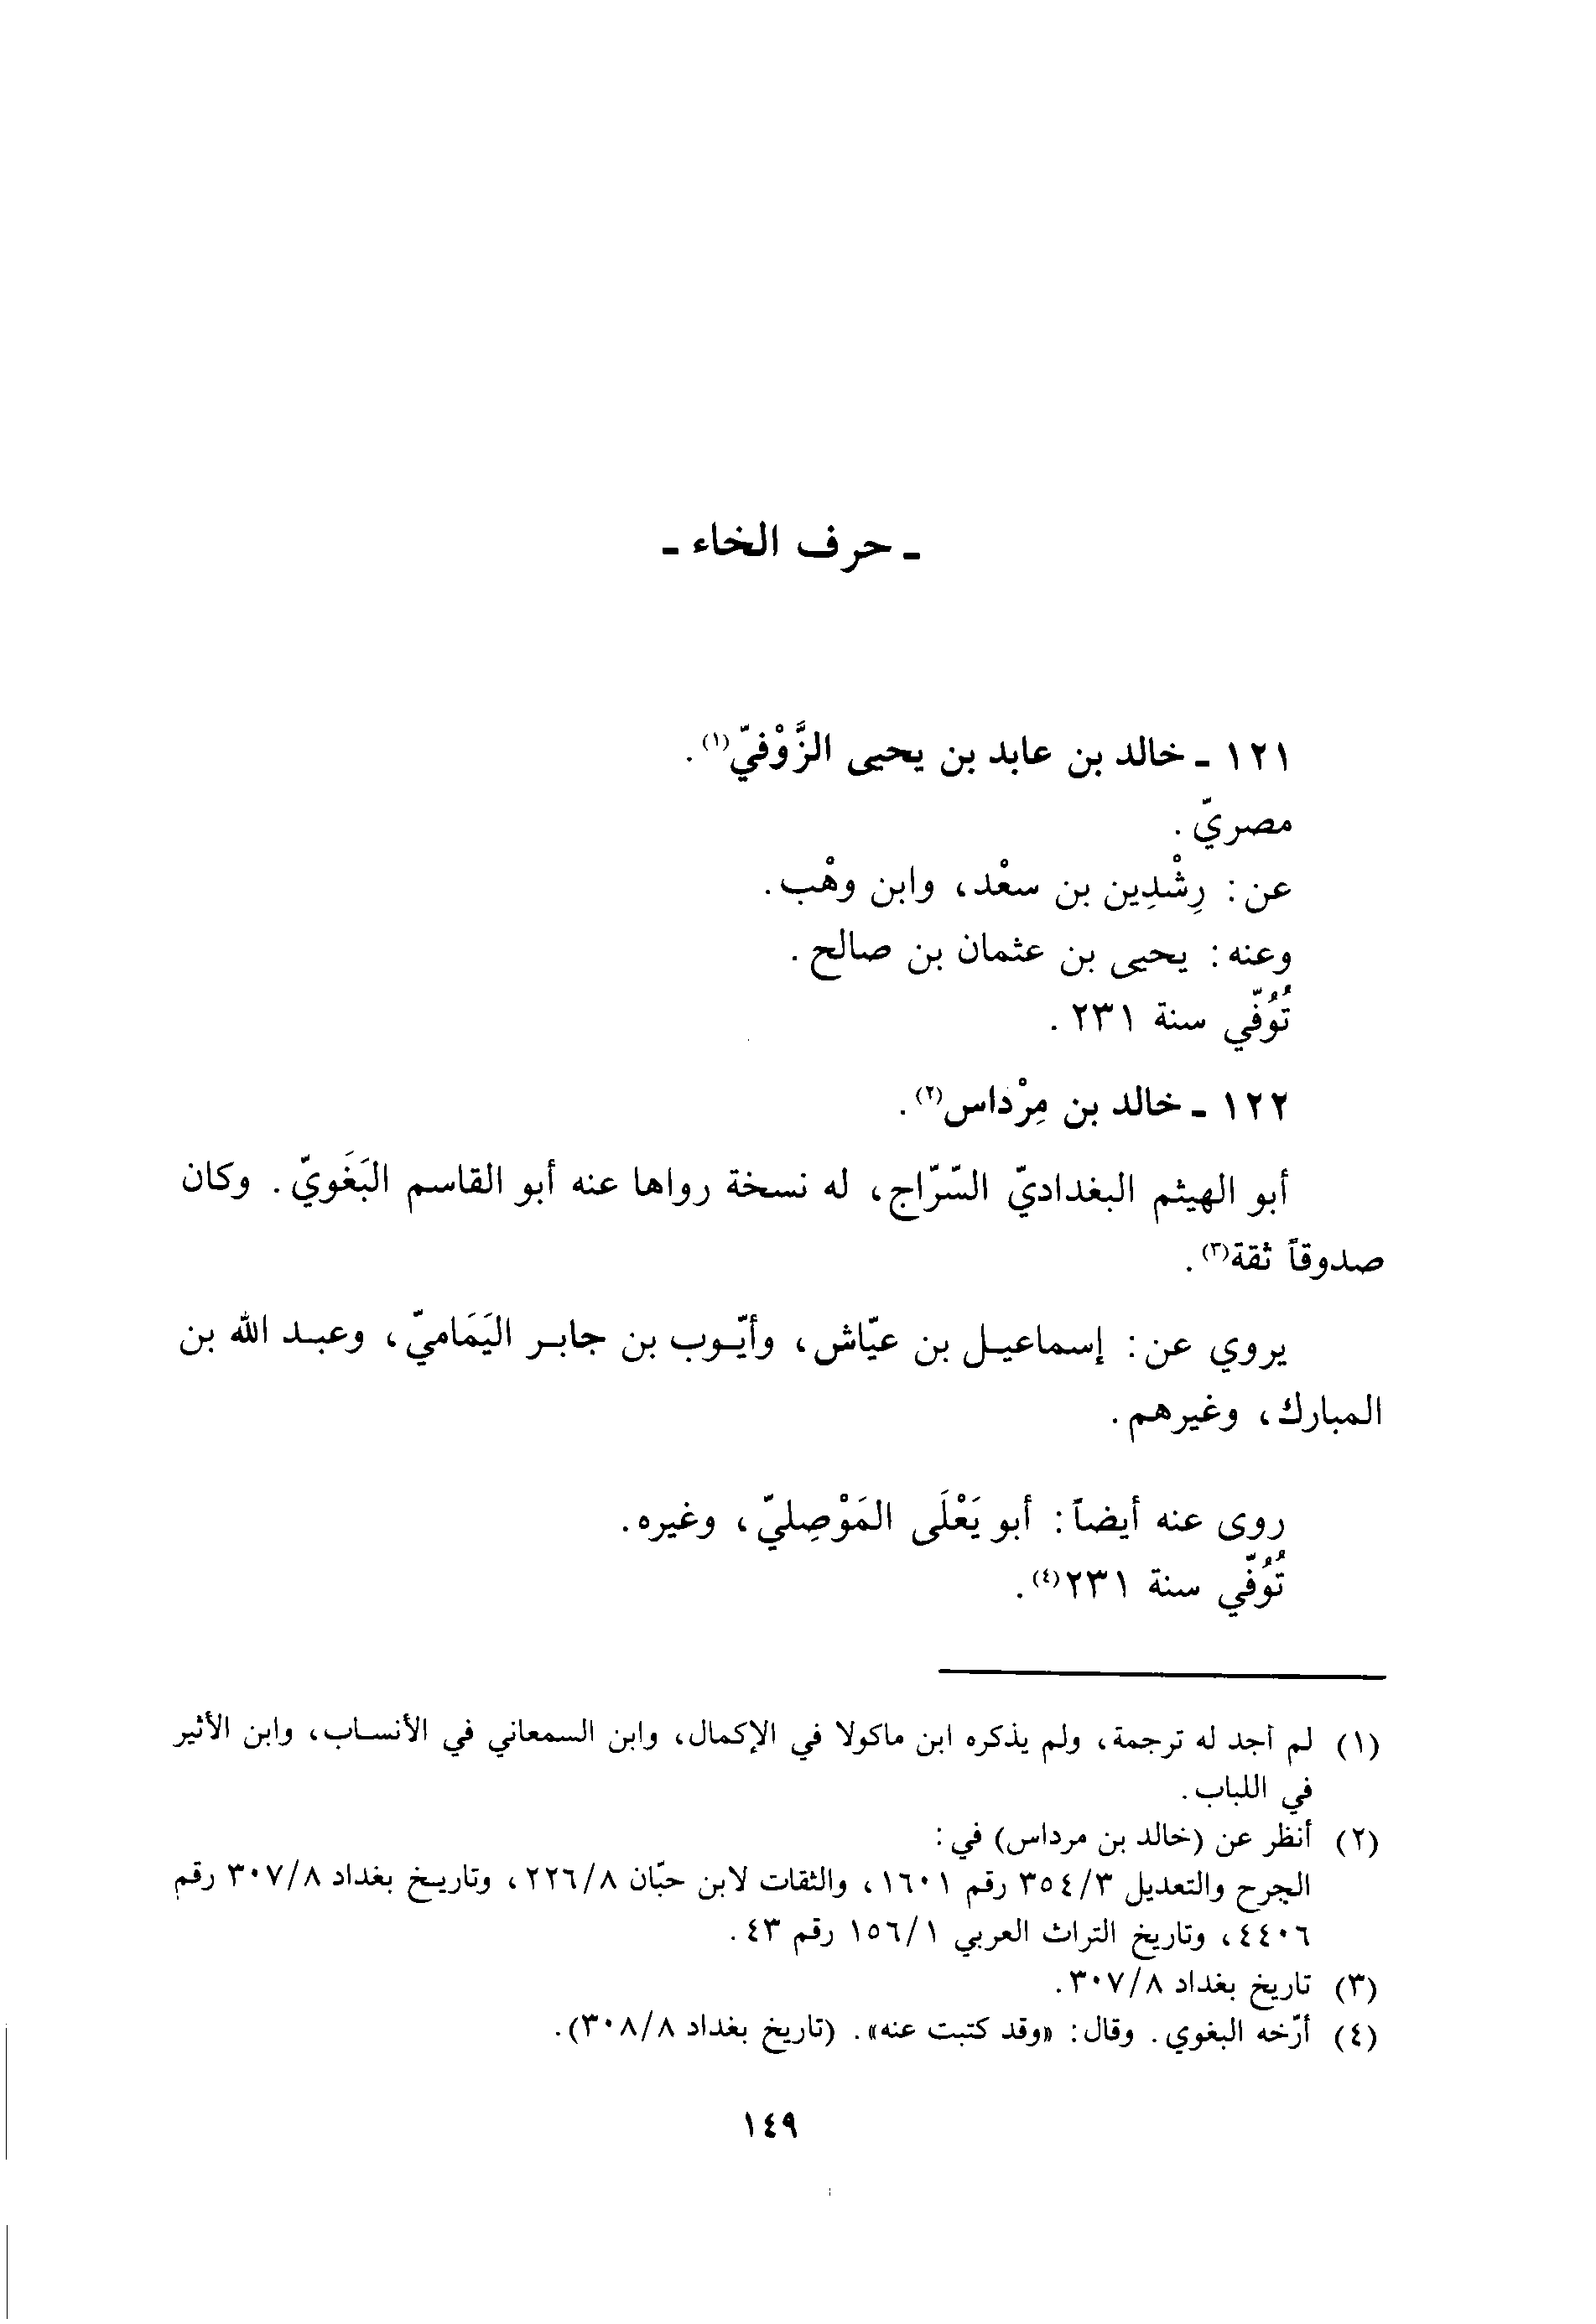 ـ حرف الخاء ـ
١٢١ ـ خالد بن عابد بن يحيى الزَّوْفيّ(١).
مصريّ.
عن: رِشْدِين بن سعْد، وابن وهْب.
وعنه: يحيى بن عثمان بن صالح.
تُوُفّي سنة ٢٣١.
١٢٢ ـ خالد بن مِرْداس(٢).
أبو الهيثم البغداديّ السّرّاج، له نسخة رواها عنه أبو القاسم البَغَويّ. وكان
صدوقاً ثقة(٣).
يروي عن: إسماعيل بن عيّاش، وأيّوب بن جابر اليَمَاميّ، وعبد الله بن
المبارك، وغيرهم.
روى عنه أيضاً: أبو يَعْلَى المَوْصِليّ، وغيره.
تُوُفّي سنة ٢٣١(٤).
(١) لم أجد له ترجمة، ولم يذكره ابن ماكولا في الإكمال، وابن السمعاني في الأنساب، وابن الأثير
في اللباب.
(٢) أنظر عن (خالد بن مرداس) في:
الجرح والتعديل ٣٥٤/٣ رقم ١٦٠١، والثقات لابن حبّان ٢٢٦/٨، وتاريخ بغداد ٣٠٧/٨ رقم
٤٤٠٦، وتاريخ التراث العربي ١٥٦/١ رقم ٤٣.
(٣) تاريخ بغداد ٣٠٧/٨.
(٤) أرّخه البغوي. وقال: «وقد كتبت عنه». (تاريخ بغداد ٣٠٨/٨).
١٤٩